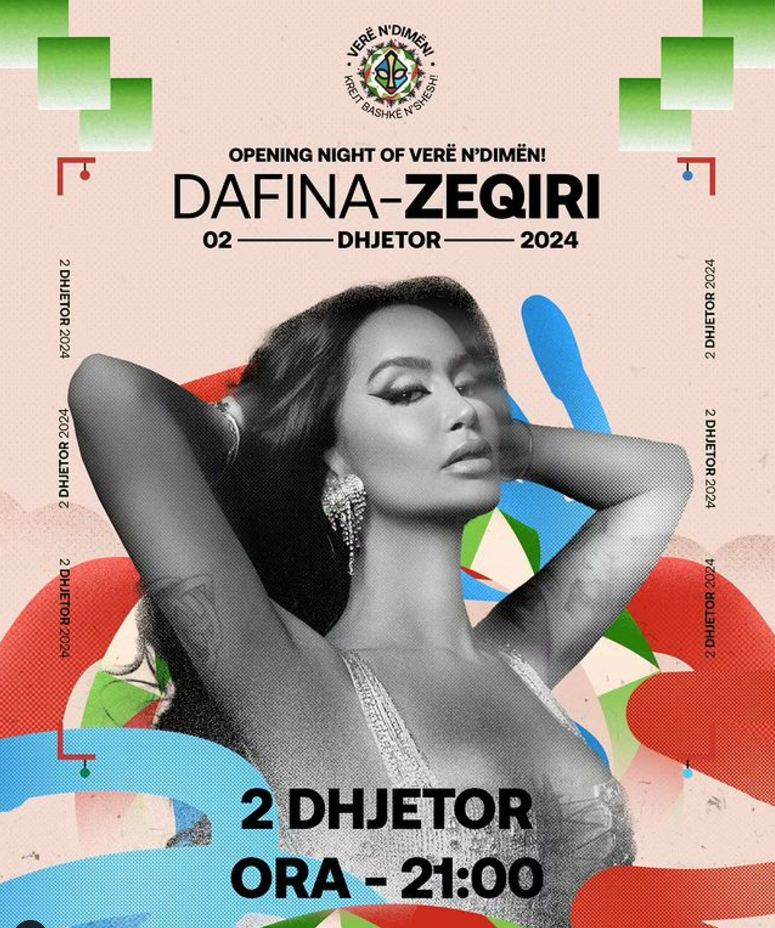 • VERË N'DIMËN! •
KREJT BASHKË N'SHESH!
OPENING NIGHT OF VERË N'DIMËN!
DAFINA-ZEQIRI
02 DHJETOR 2024
2 DHJETOR 2024
2 DHJETOR 2024
2 DHJETOR 2024
2 DHJETOR 2024
2 DHJETOR 2024
2 DHJETOR 2024
2 DHJETOR
ORA - 21:00